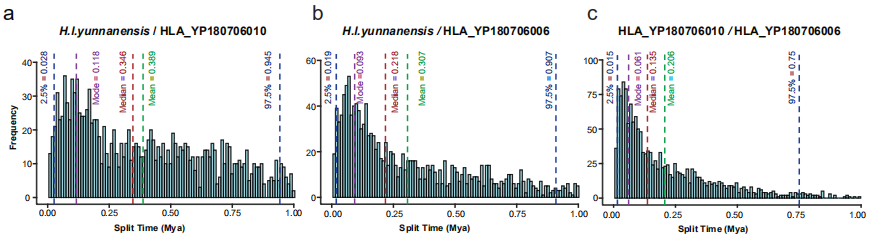 a
H.l.yunnanensis / HLA_YP180706010
2.5% = 0.028
Mode = 0.118
Median = 0.346
Mean = 0.389
97.5% = 0.945
Frequency
40
30
20
10
0
0.00
0.25
0.50
0.75
1.00
Split Time (Mya)
b
H.l.yunnanensis / HLA_YP180706006
2.5% = 0.019
Mode = 0.093
Median = 0.218
Mean = 0.307
97.5% = 0.907
60
40
20
0
0.00
0.25
0.50
0.75
1.00
Split Time (Mya)
c
HLA_YP180706010 / HLA_YP180706006
2.5% = 0.015
Mode = 0.061
Median = 0.135
Mean = 0.206
97.5% = 0.75
100
75
50
25
0
0.00
0.25
0.50
0.75
1.00
Split Time (Mya)